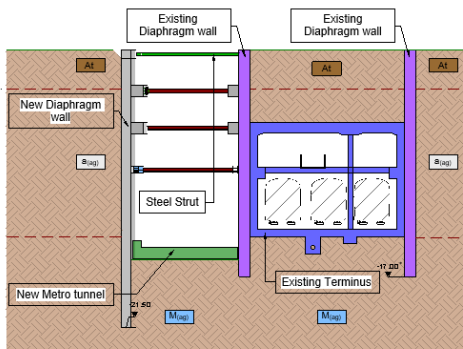 Existing
Diaphragm wall
Existing
Diaphragm wall
At
At
At
New Diaphragm
wall
a(ag)
a(ag)
Steel Strut
-17.00
Existing Terminus
New Metro tunnel
-21.50
M(ag)
M(ag)